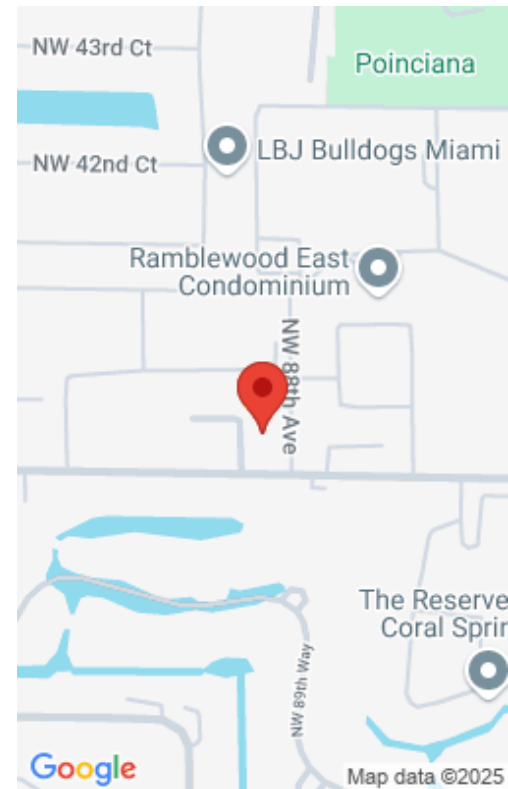 NW 43rd Ct
Poinciana
LBJ Bulldogs Miami
NW 42nd Ct
Ramblewood East
Condominium
NW 88th Ave
The Reserve
Coral Sprin
NW 89th Way
Google
Map data ©2025